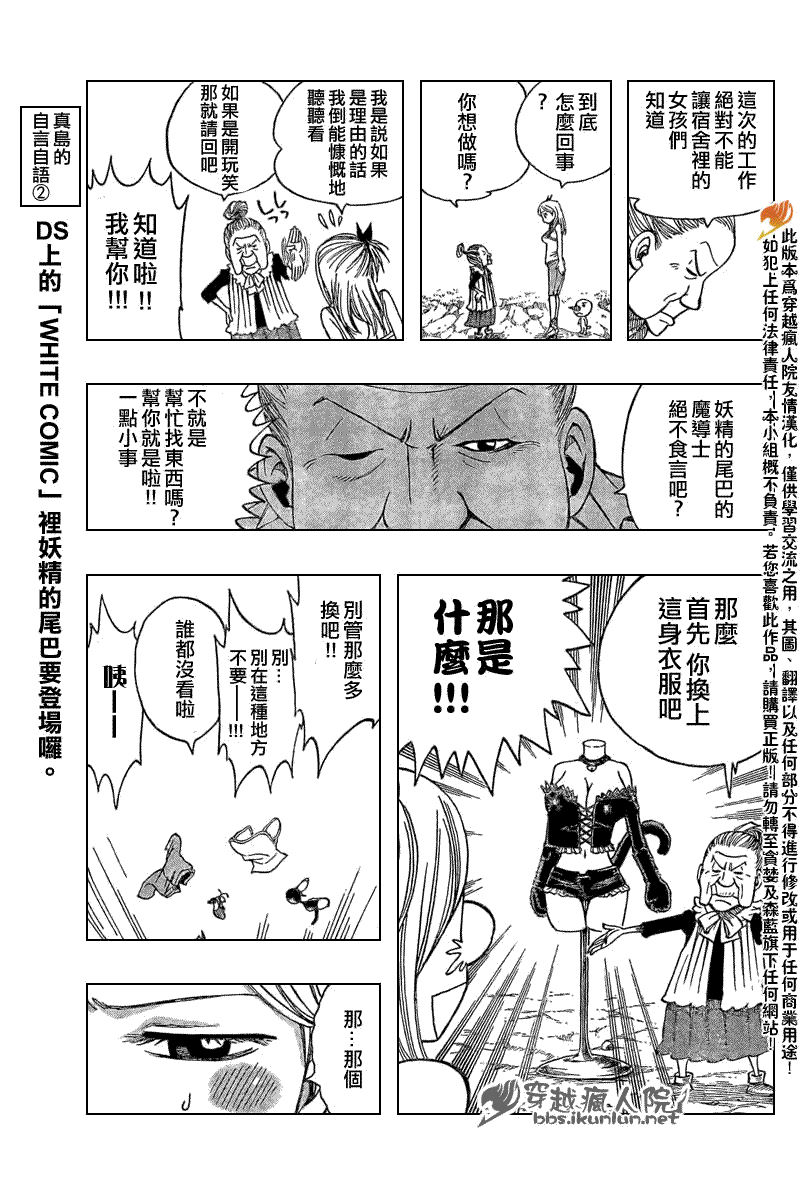 這次的工作
絕對不能
讓宿舍裡的
女孩們
知道
到底
怎麼回事
？
你想做嗎？
我是說如果
是理由的話
我倒能慷慨地
聽聽看
如果是開玩笑
那就請回吧
知道啦!!
我幫你!!!
妖精的尾巴的
魔導士
絕不食言吧？
不就是
幫忙找東西嗎？
幫你就是啦!!
一點小事
那麼
首先 你換上
這身衣服吧
那是
什麼!!!
別管那麼多
換吧!!
別…
別在這種地方
不要——!!!
誰都沒看啦
咦——
那…那個
真島的
自言自語②
DS上的「WHITE COMIC」裡妖精的尾巴要登場囉。
此版本爲穿越瘋人院友情漢化，僅供學習交流之用，其圖、翻譯以及任何部分不得進行修改或用于任何商業用途！
如犯上任何法律責任，本小組概不負責。若您喜歡此作品，請購買正版！請勿轉至貪婪及森藍旗下任何網站！
穿越瘋人院
bbs.ikunlun.net